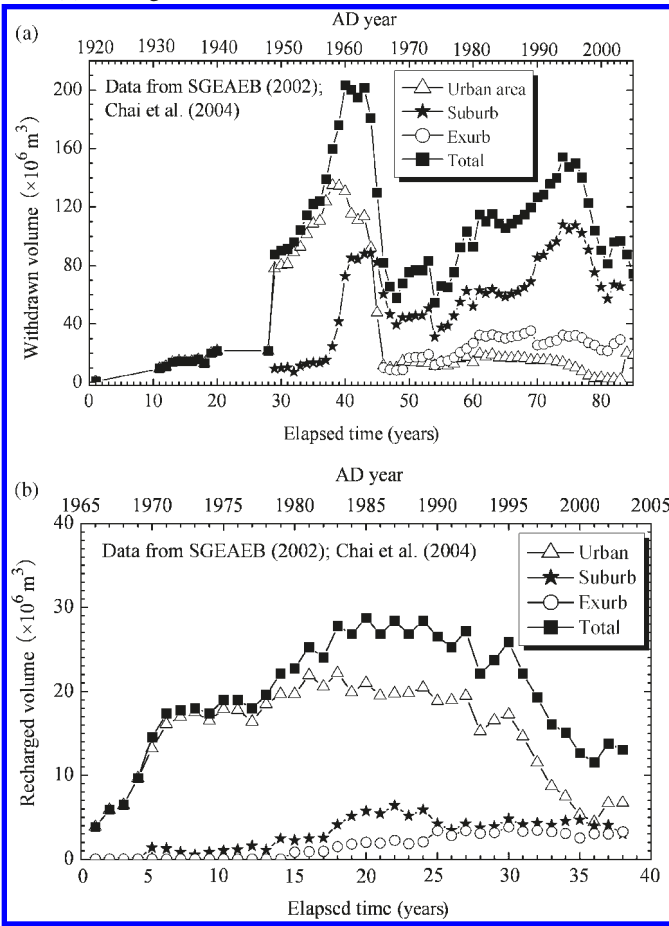 (a)
AD year
1920 1930 1940 1950 1960 1970 1980 1990 2000
Data from SGEAEB (2002);
Chai et al. (2004)
Urban area
Suburb
Exurb
Total
Withdrawn volume (×10⁶ m³)
200
160
120
80
40
0
0 10 20 30 40 50 60 70 80
Elapsed time (years)
(b)
AD year
1965 1970 1975 1980 1985 1990 1995 2000 2005
Data from SGEAEB (2002); Chai et al. (2004)
Urban
Suburb
Exurb
Total
Recharged volume (×10⁶ m³)
40
30
20
10
0
0 5 10 15 20 25 30 35 40
Elapsed time (years)